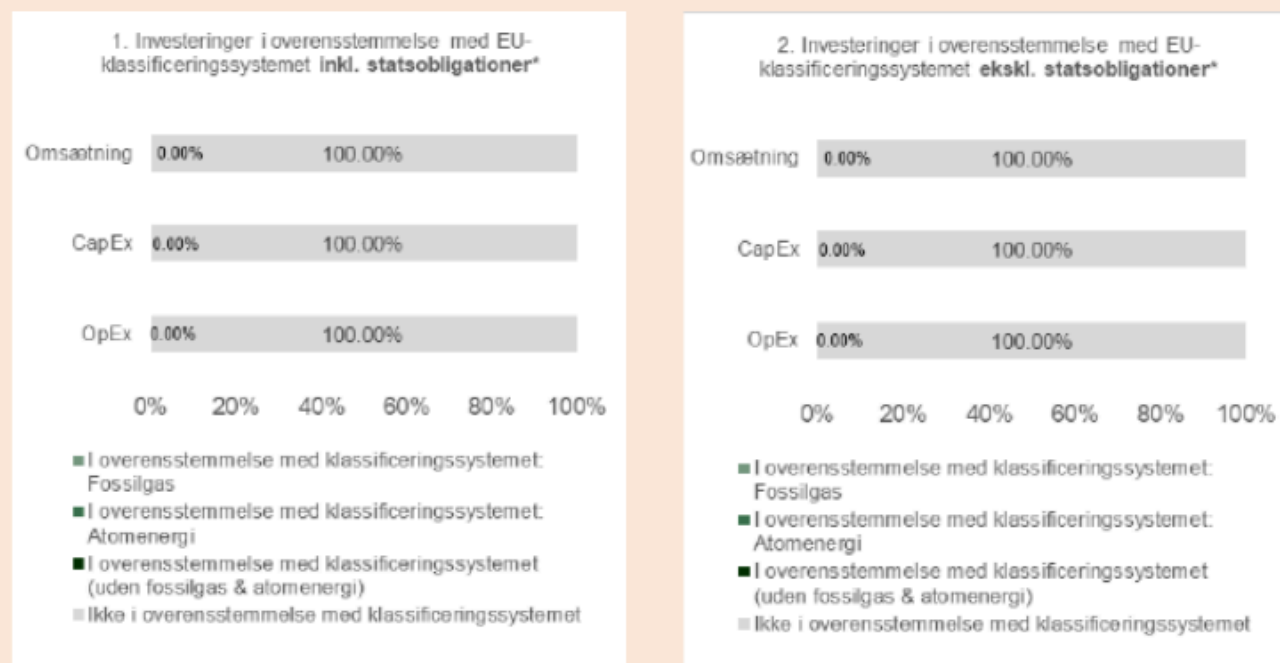 1. Investeringer i overensstemmelse med EU-
klassificeringssystemet inkl. statsobligationer*
Omsætning 0.00% 100.00%
CapEx 0.00% 100.00%
OpEx 0.00% 100.00%
0% 20% 40% 60% 80% 100%
I overensstemmelse med klassificeringssystemet:
Fossilgas
I overensstemmelse med klassificeringssystemet:
Atomenergi
I overensstemmelse med klassificeringssystemet
(uden fossilgas & atomenergi)
Ikke i overensstemmelse med klassificeringssystemet
2. Investeringer i overensstemmelse med EU-
klassificeringssystemet ekskl. statsobligationer*
Omsætning 0.00% 100.00%
CapEx 0.00% 100.00%
OpEx 0.00% 100.00%
0% 20% 40% 60% 80% 100%
I overensstemmelse med klassificeringssystemet:
Fossilgas
I overensstemmelse med klassificeringssystemet:
Atomenergi
I overensstemmelse med klassificeringssystemet
(uden fossilgas & atomenergi)
Ikke i overensstemmelse med klassificeringssystemet